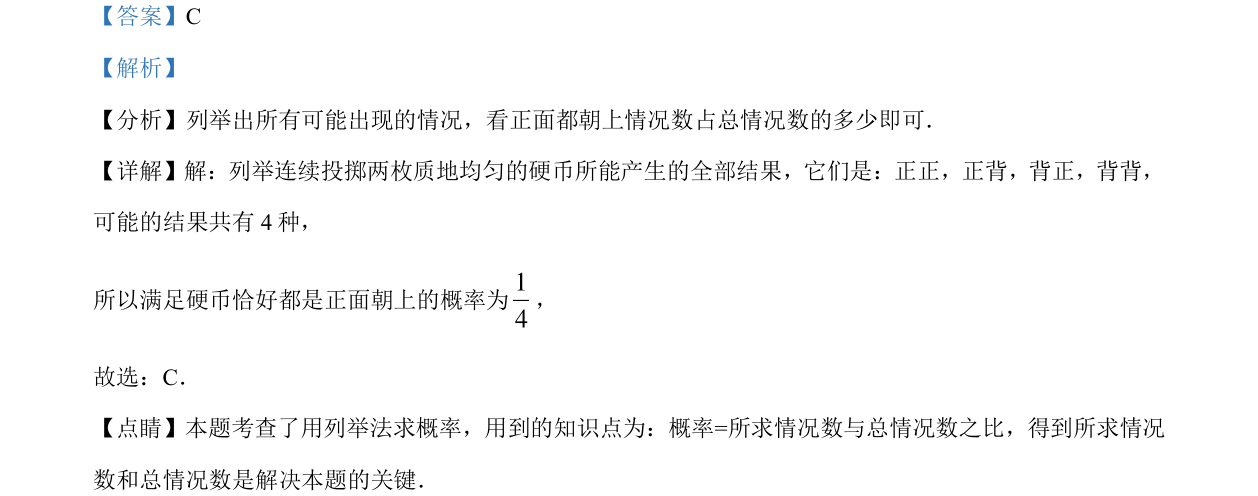 【答案】C
【解析】
【分析】列举出所有可能出现的情况，看正面都朝上情况数占总情况数的多少即可．
【详解】解：列举连续投掷两枚质地均匀的硬币所能产生的全部结果，它们是：正正，正背，背正，背背，
可能的结果共有 4 种，
所以满足硬币恰好都是正面朝上的概率为1/4，
故选：C．
【点睛】本题考查了用列举法求概率，用到的知识点为：概率=所求情况数与总情况数之比，得到所求情况
数和总情况数是解决本题的关键．